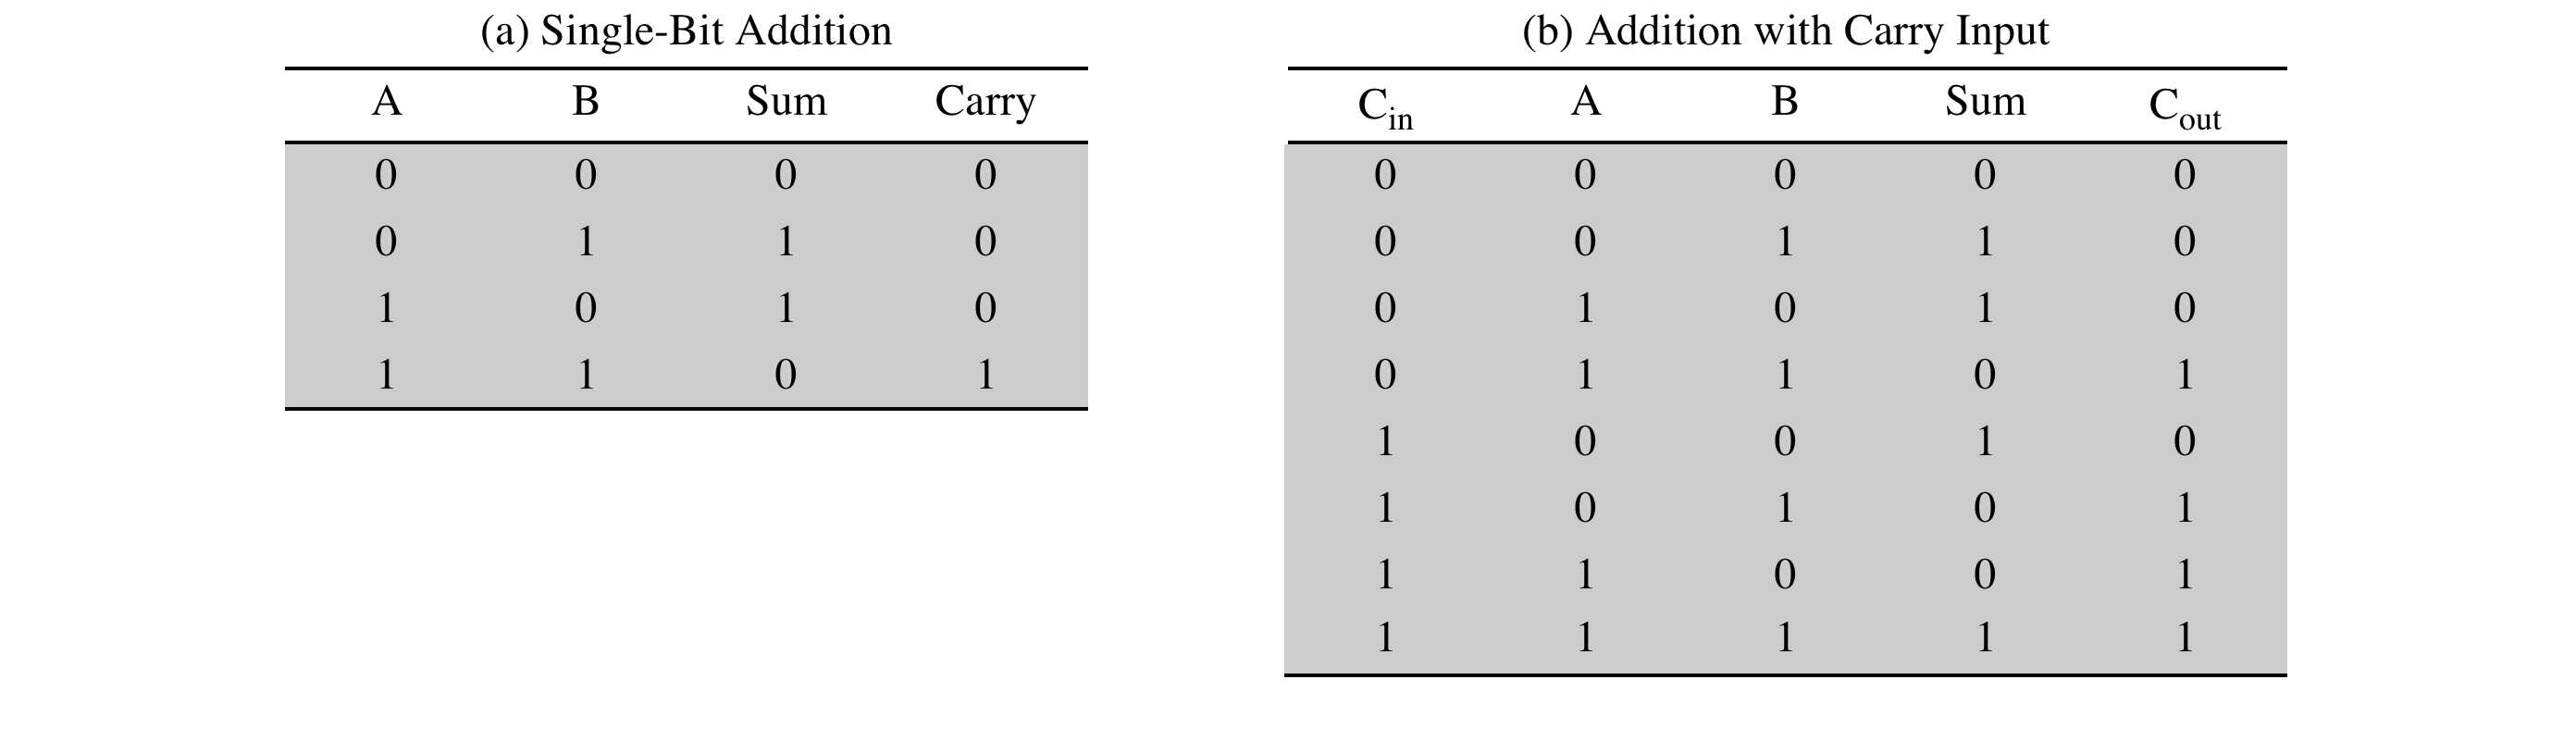 (a) Single-Bit Addition
A B Sum Carry
0 0 0 0
0 1 1 0
1 0 1 0
1 1 0 1
(b) Addition with Carry Input
C_in A B Sum C_out
0 0 0 0 0
0 0 1 1 0
0 1 0 1 0
0 1 1 0 1
1 0 0 1 0
1 0 1 0 1
1 1 0 0 1
1 1 1 1 1